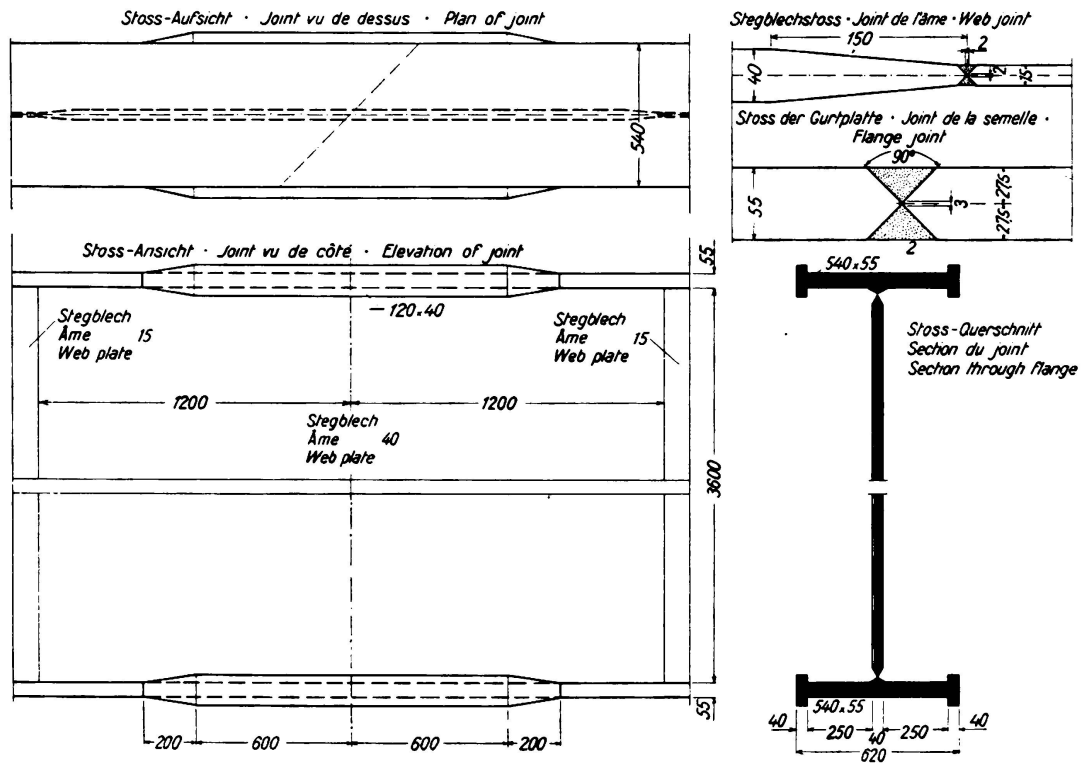 Stoss-Aufsicht · Joint vu de dessus · Plan of joint
540
Stegblechstoss · Joint de l'âme · Web joint
150
2
40
2
15
Stoss der Gurtplatte · Joint de la semelle ·
Flange joint
90°
55
3
27,5+27,5
2
Stoss-Ansicht · Joint vu de côté · Elevation of joint
55
120×40
Stegblech
Âme 15
Web plate
Stegblech
Âme 15
Web plate
1200
1200
Stegblech
Âme 40
Web plate
3600
55
200
600
600
200
540×55
Stoss-Querschnitt
Section du joint
Section through flange
540×55
40
250
40
250
40
620